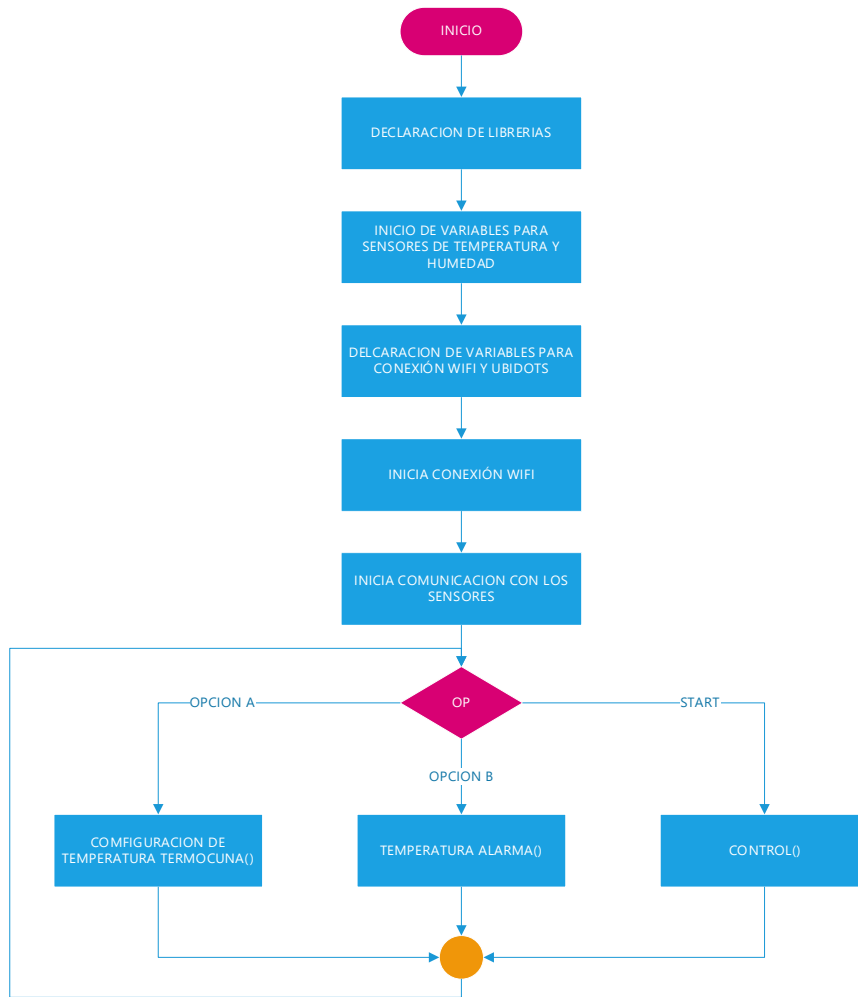 INICIO
DECLARACION DE LIBRERIAS
INICIO DE VARIABLES PARA
SENSORES DE TEMPERATURA Y
HUMEDAD
DELCARACION DE VARIABLES PARA
CONEXIÓN WIFI Y UBIDOTS
INICIA CONEXIÓN WIFI
INICIA COMUNICACION CON LOS
SENSORES
OP
OPCION A
START
OPCION B
COMFIGURACION DE
TEMPERATURA TERMOCUNA()
TEMPERATURA ALARMA()
CONTROL()